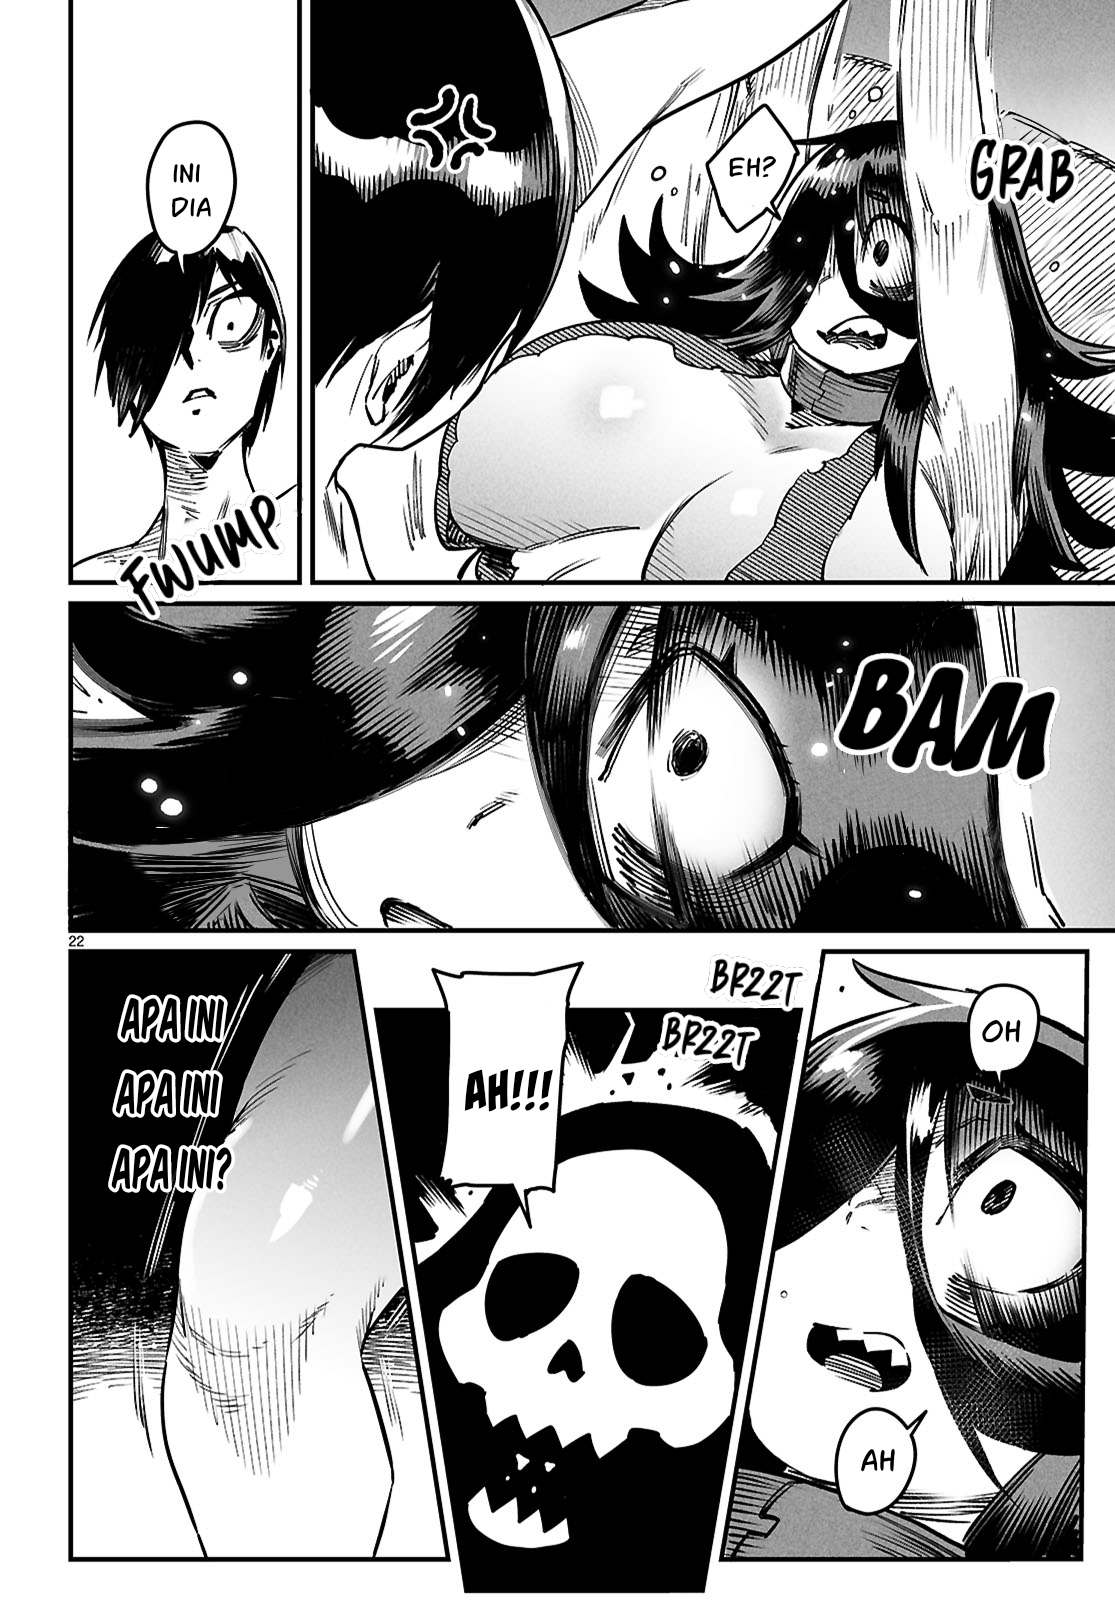 EH?
GRAB
INI
DIA
FWUMP
BAM
22
OH
AH
BR22T
BR22T
AH!!!
APA INI
APA INI
APA INI?